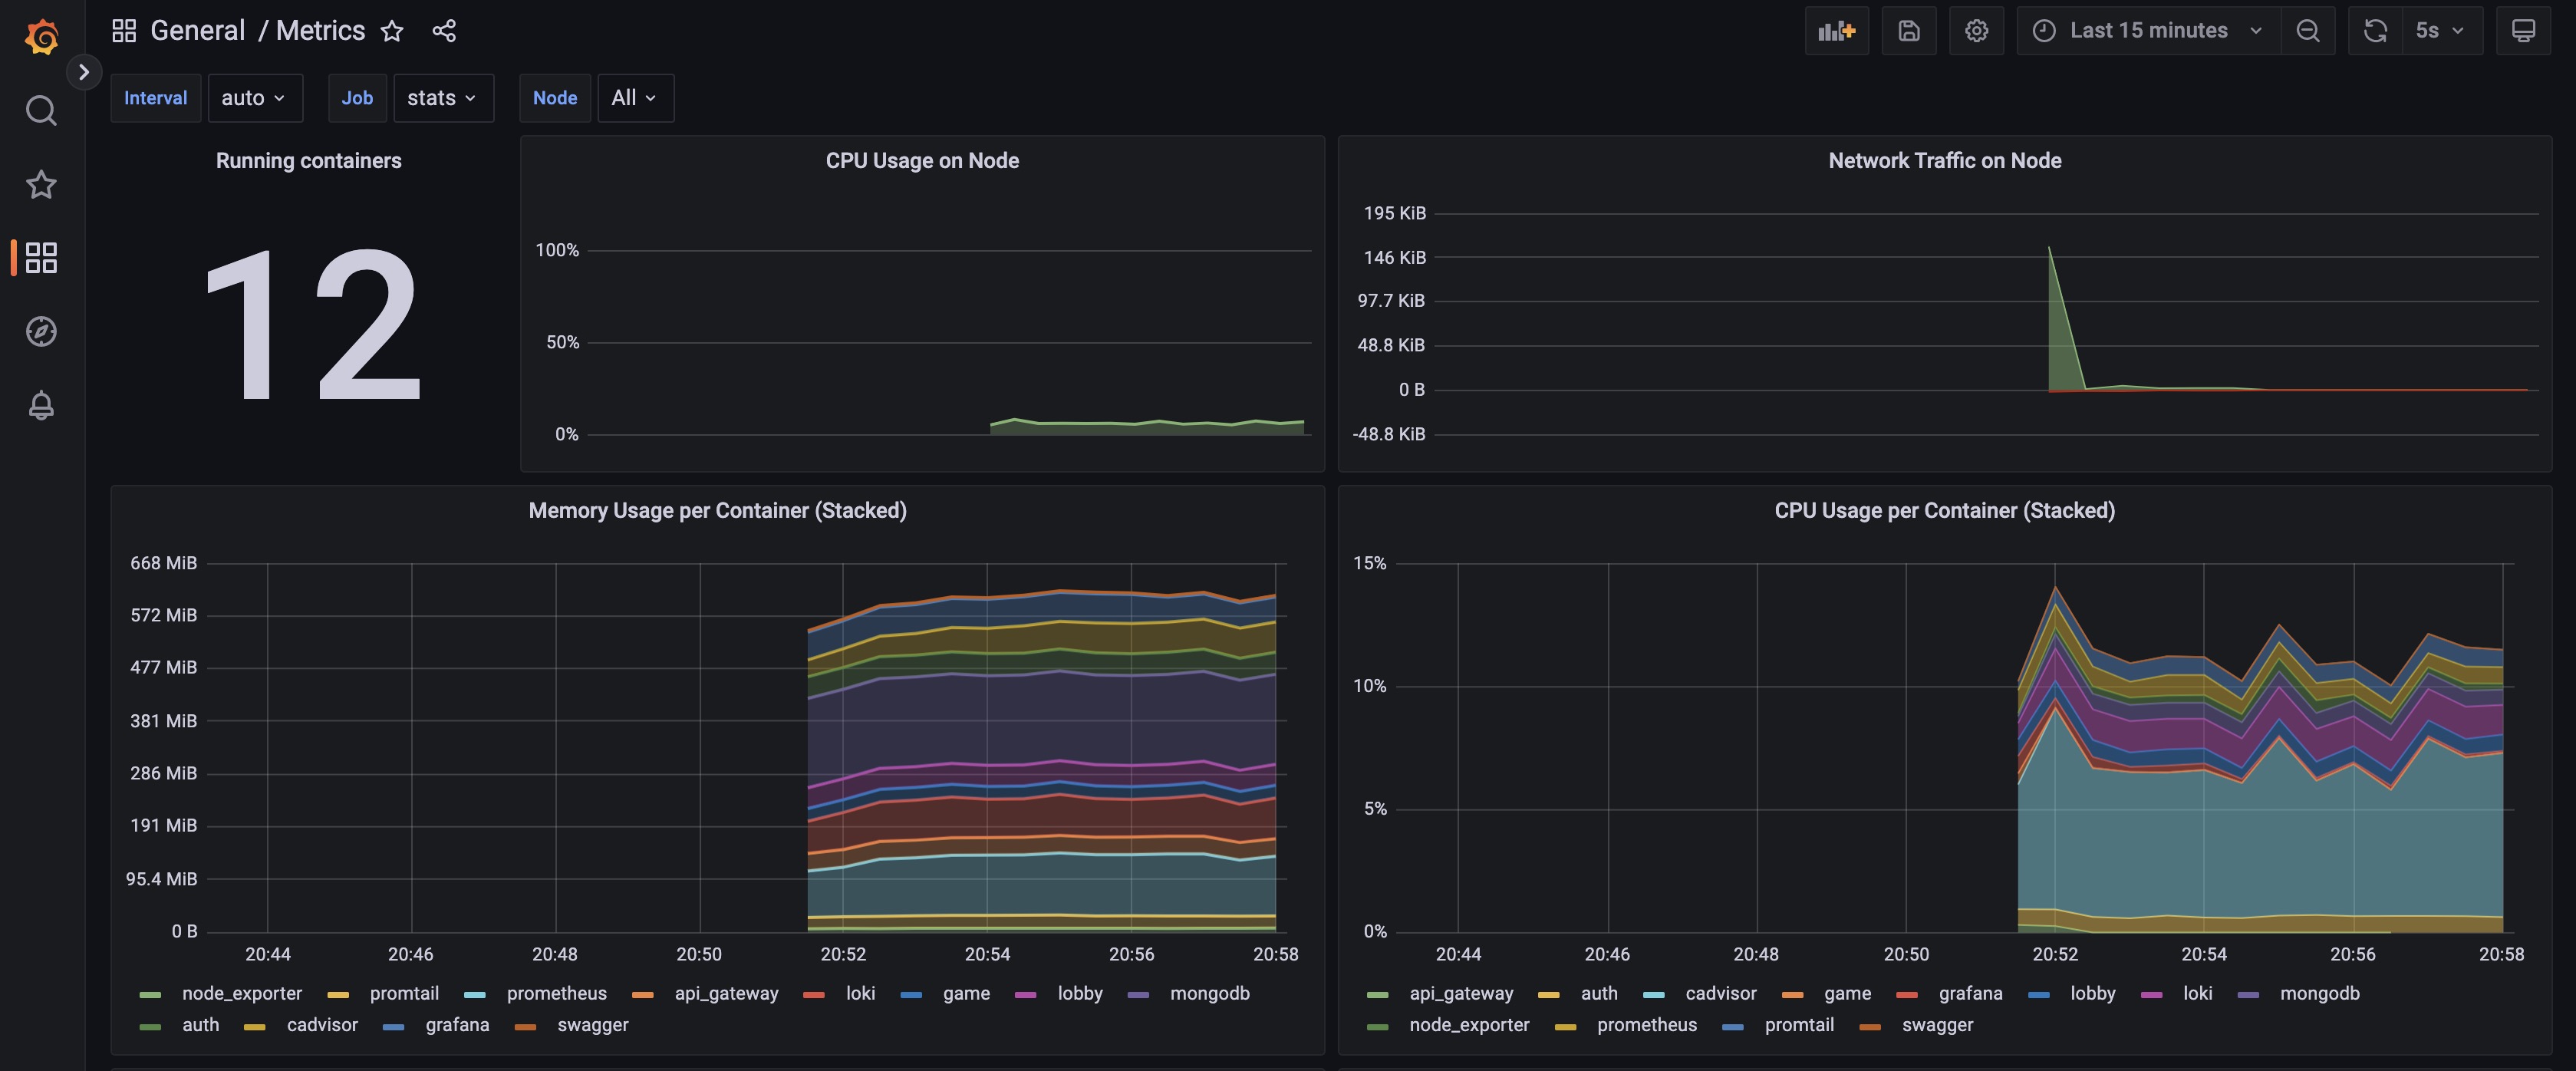 General / Metrics
Last 15 minutes
5s
Interval auto Job stats Node All
Running containers
12
CPU Usage on Node
100%
50%
0%
Network Traffic on Node
195 KiB
146 KiB
97.7 KiB
48.8 KiB
0 B
-48.8 KiB
Memory Usage per Container (Stacked)
668 MiB
572 MiB
477 MiB
381 MiB
286 MiB
191 MiB
95.4 MiB
0 B
20:44 20:46 20:48 20:50 20:52 20:54 20:56 20:58
node_exporter promtail prometheus api_gateway loki game lobby mongodb
auth cadvisor grafana swagger
CPU Usage per Container (Stacked)
15%
10%
5%
0%
20:44 20:46 20:48 20:50 20:52 20:54 20:56 20:58
api_gateway auth cadvisor game grafana lobby loki mongodb
node_exporter prometheus promtail swagger